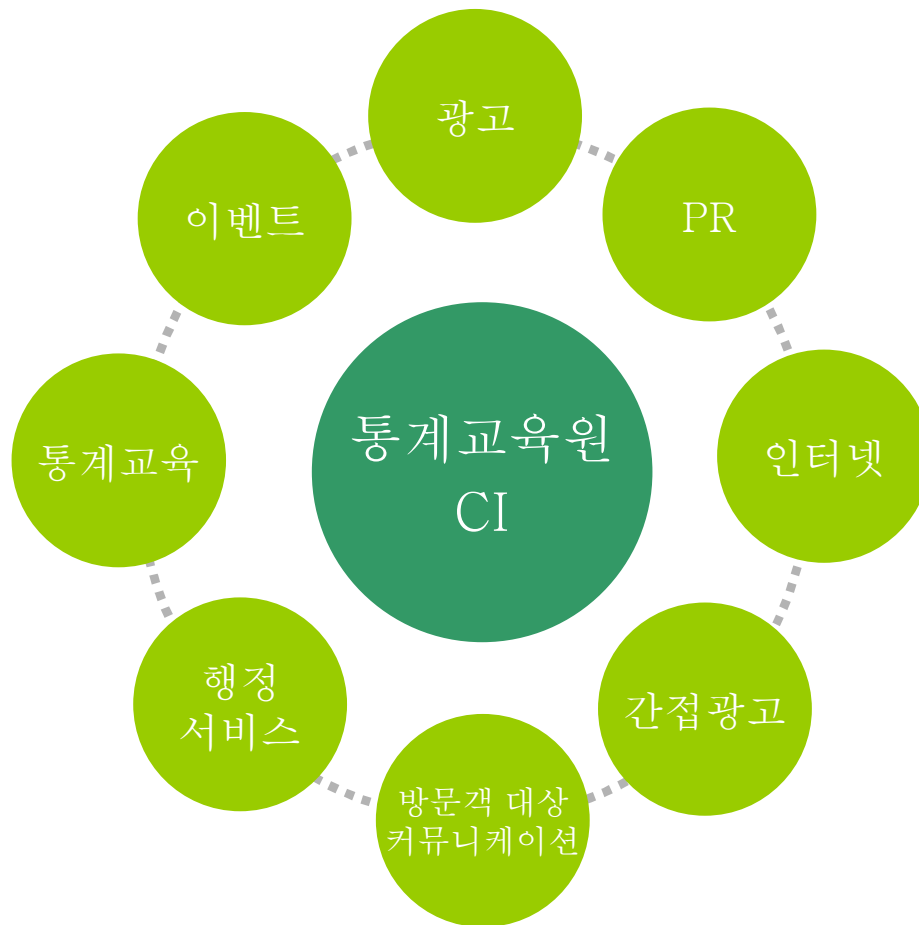 광고
PR
인터넷
간접광고
방문객 대상
커뮤니케이션
행정
서비스
통계교육
이벤트
통계교육원
CI